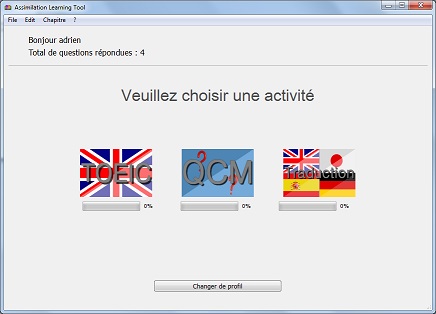 Assimilation Learning Tool
File Edit Chapitre ?
Bonjour adrien
Total de questions répondues : 4
Veuillez choisir une activité
TOEIC QCM Traduction
0% 0% 0%
Changer de profil